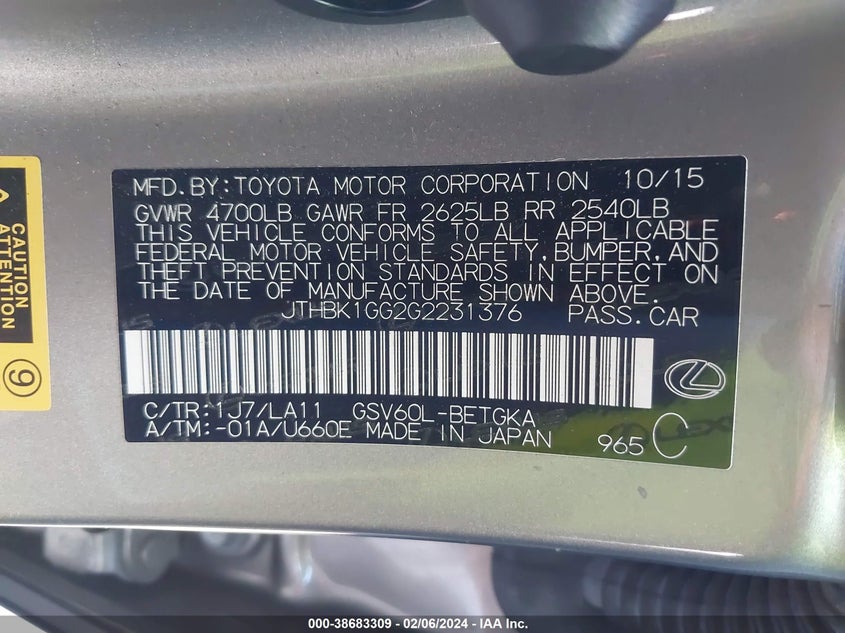 MFD. BY: TOYOTA MOTOR CORPORATION 10/15
GVWR 4700LB GAWR FR 2625LB RR 2540LB
THIS VEHICLE CONFORMS TO ALL APPLICABLE
FEDERAL MOTOR VEHICLE SAFETY, BUMPER, AND
THEFT PREVENTION STANDARDS IN EFFECT ON
THE DATE OF MANUFACTURE SHOWN ABOVE.
JTHBK1GG2G2231376 PASS. CAR
C/TR: 1J7/LA11 GSV60L-BETGKA
A/TM: -01A/U660E MADE IN JAPAN 965 C
CAUTION
ATTENTION
9
000-38683309 - 02/06/2024 - IAA Inc.